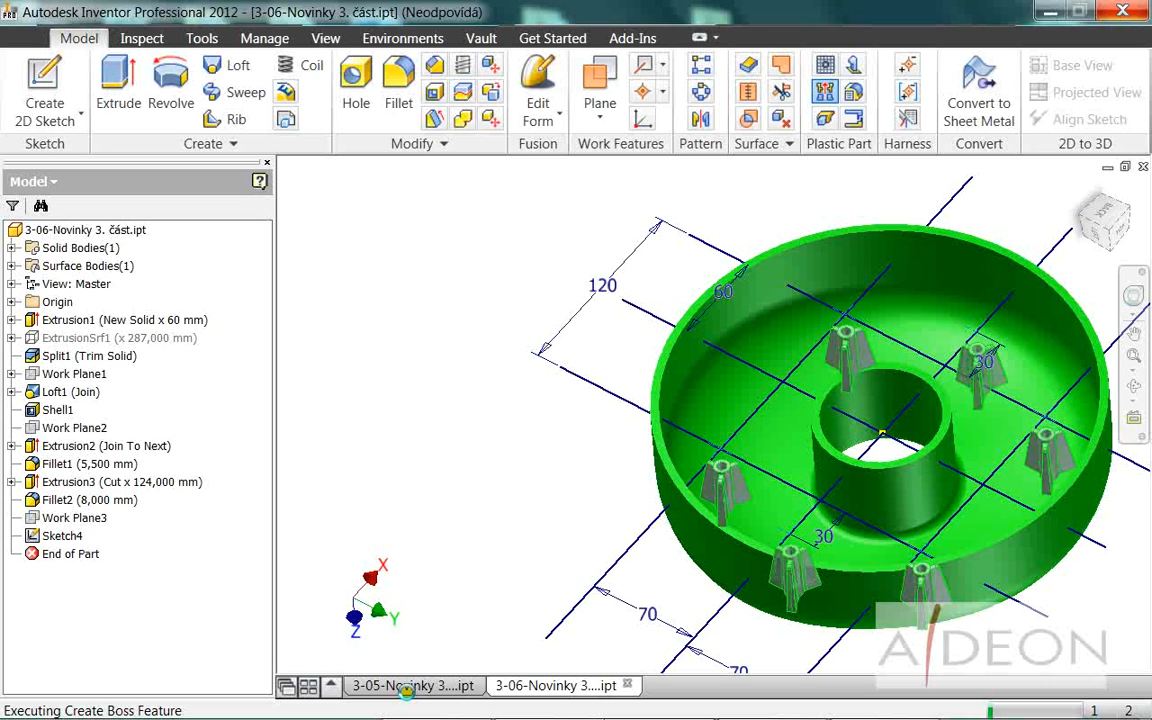 Autodesk Inventor Professional 2012 - [3-06-Novinky 3. část.ipt] (Neodpovídá)
PRO
Model Inspect Tools Manage View Environments Vault Get Started Add-Ins
Create 2D Sketch
Extrude
Revolve
Loft
Sweep
Rib
Coil
Hole
Fillet
Edit Form
Plane
Convert to Sheet Metal
Base View
Projected View
Align Sketch
Sketch Create Modify Fusion Work Features Pattern Surface Plastic Part Harness Convert 2D to 3D
Model
3-06-Novinky 3. část.ipt
Solid Bodies(1)
Surface Bodies(1)
View: Master
Origin
Extrusion1 (New Solid x 60 mm)
ExtrusionSrf1 (x 287,000 mm)
Split1 (Trim Solid)
Work Plane1
Loft1 (Join)
Shell1
Work Plane2
Extrusion2 (Join To Next)
Fillet1 (5,500 mm)
Extrusion3 (Cut x 124,000 mm)
Fillet2 (8,000 mm)
Work Plane3
Sketch4
End of Part
120
60
30
30
70
70
X
Y
Z
BACK
AIDEON
3-05-Novinky 3....ipt
3-06-Novinky 3....ipt
Executing Create Boss Feature
1 2